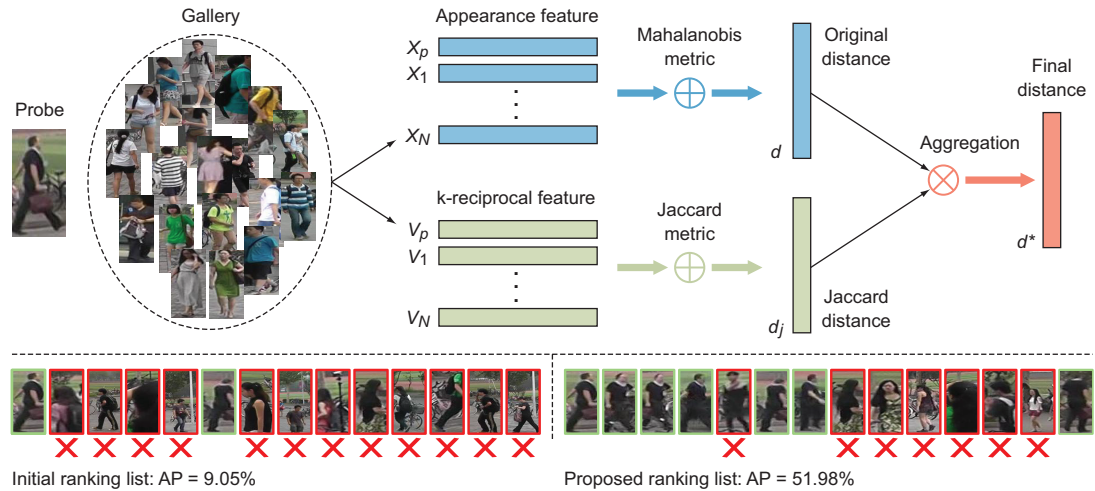 Gallery
Probe
Appearance feature
Xp
X1
XN
k-reciprocal feature
Vp
V1
VN
Mahalanobis
metric
Jaccard
metric
Original
distance
d
Jaccard
distance
dj
Aggregation
Final
distance
d*
Initial ranking list: AP = 9.05%
Proposed ranking list: AP = 51.98%